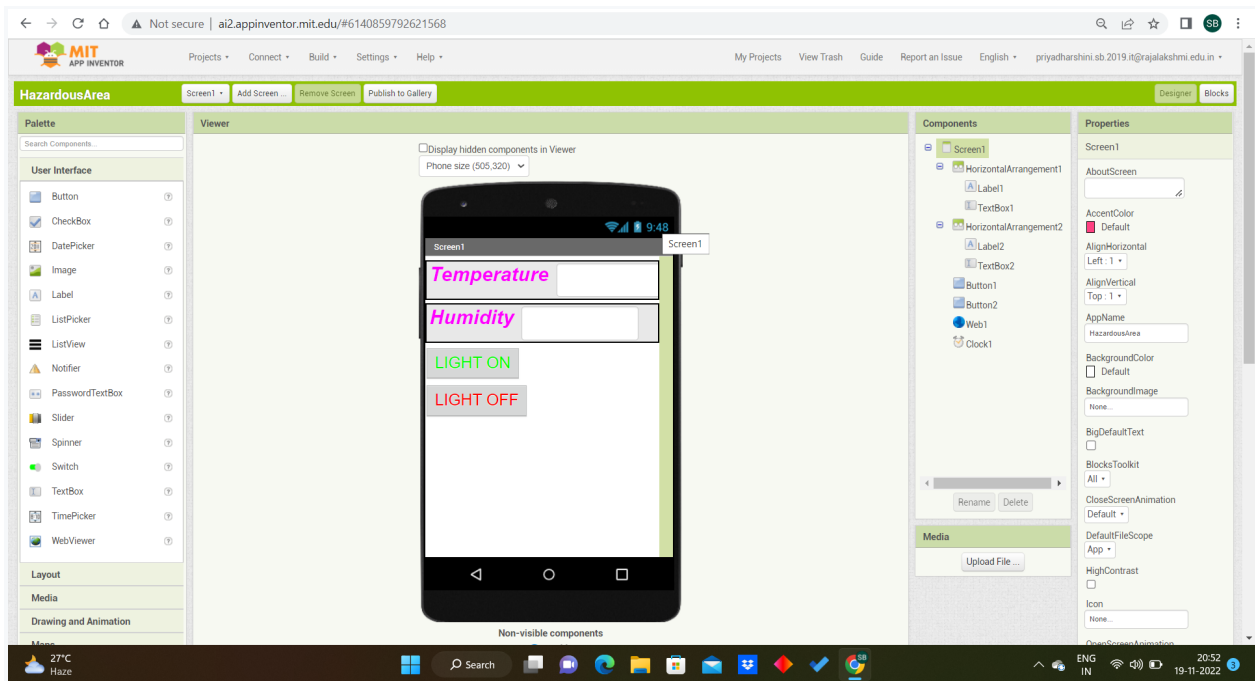 Not secure | ai2.appinventor.mit.edu/#6140859792621568
SB
MIT
APP INVENTOR
Projects Connect Build Settings Help
My Projects View Trash Guide Report an Issue English priyadharshini.sb.2019.it@rajalakshmi.edu.in
HazardousArea
Screen1 Add Screen ... Remove Screen Publish to Gallery
Designer Blocks
Palette
Search Components...
User Interface
Button
CheckBox
DatePicker
Image
Label
ListPicker
ListView
Notifier
PasswordTextBox
Slider
Spinner
Switch
TextBox
TimePicker
WebViewer
Layout
Media
Drawing and Animation
Maps
Viewer
Display hidden components in Viewer
Phone size (505,320)
9:48
Screen1
Screen1
Temperature
Humidity
LIGHT ON
LIGHT OFF
Non-visible components
Components
Screen1
HorizontalArrangement1
Label1
TextBox1
HorizontalArrangement2
Label2
TextBox2
Button1
Button2
Web1
Clock1
Rename Delete
Media
Upload File ...
Properties
Screen1
AboutScreen
AccentColor
Default
AlignHorizontal
Left : 1
AlignVertical
Top : 1
AppName
HazardousArea
BackgroundColor
Default
BackgroundImage
None...
BigDefaultText
BlocksToolkit
All
CloseScreenAnimation
Default
DefaultFileScope
App
HighContrast
Icon
None...
OpenScreenAnimation
27°C
Haze
Search
SB
ENG
IN
20:52
19-11-2022
3